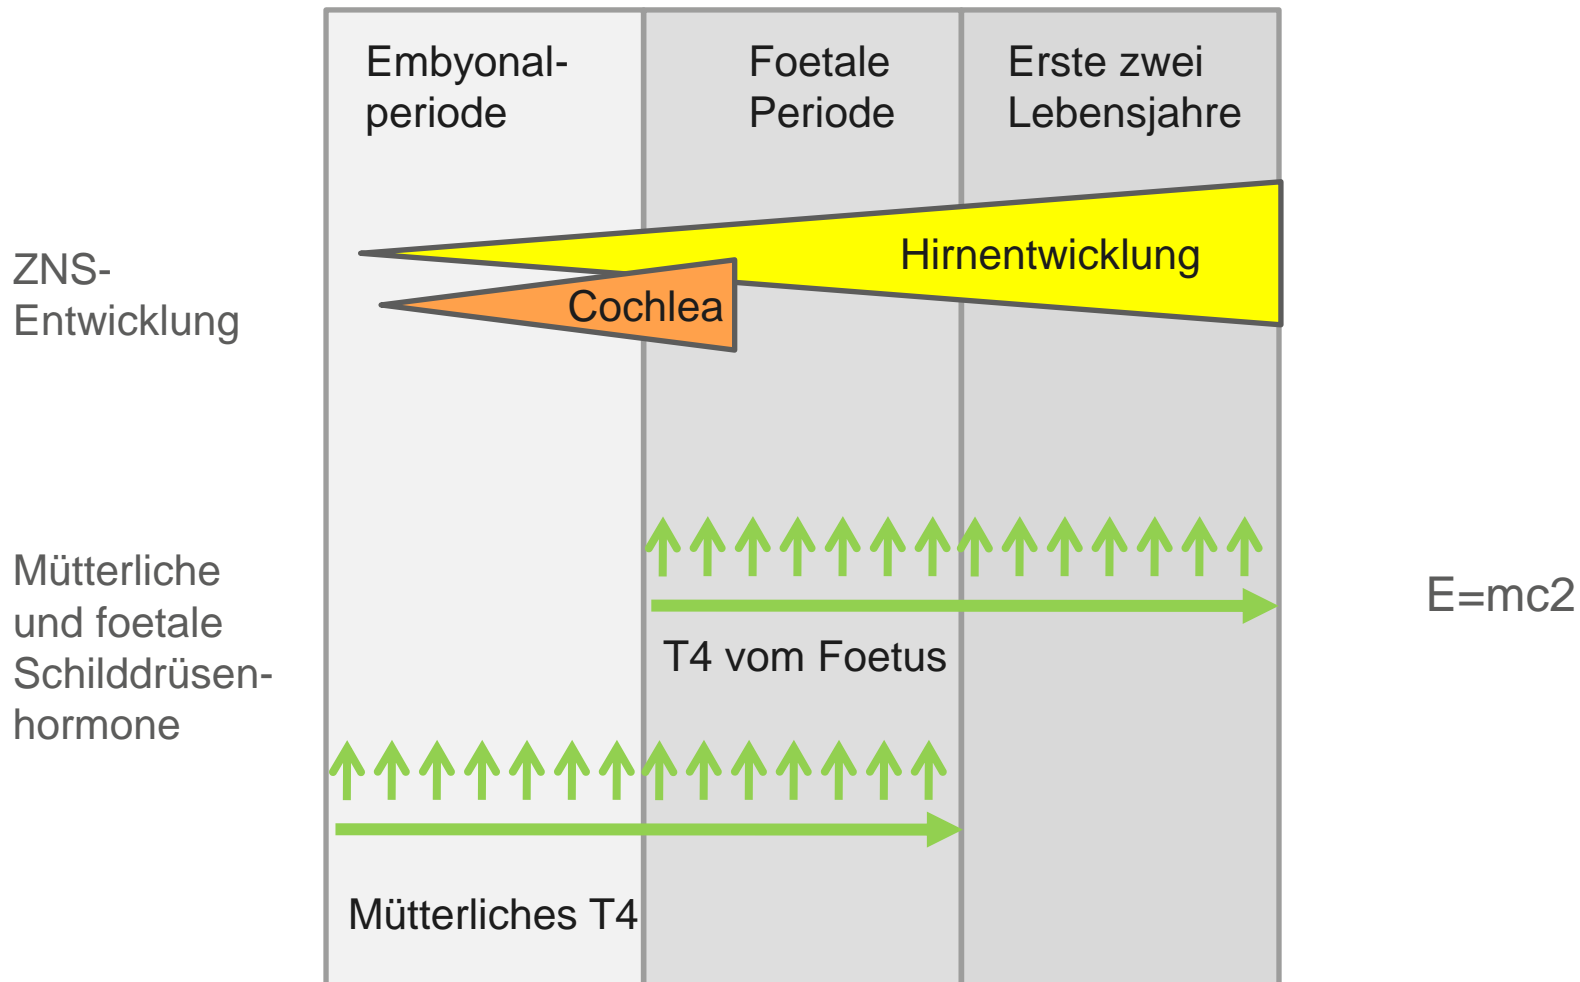 Embyonal-
periode
Foetale
Periode
Erste zwei
Lebensjahre
ZNS-
Entwicklung
Hirnentwicklung
Cochlea
Mütterliche
und foetale
Schilddrüsen-
hormone
E=mc2
T4 vom Foetus
Mütterliches T4